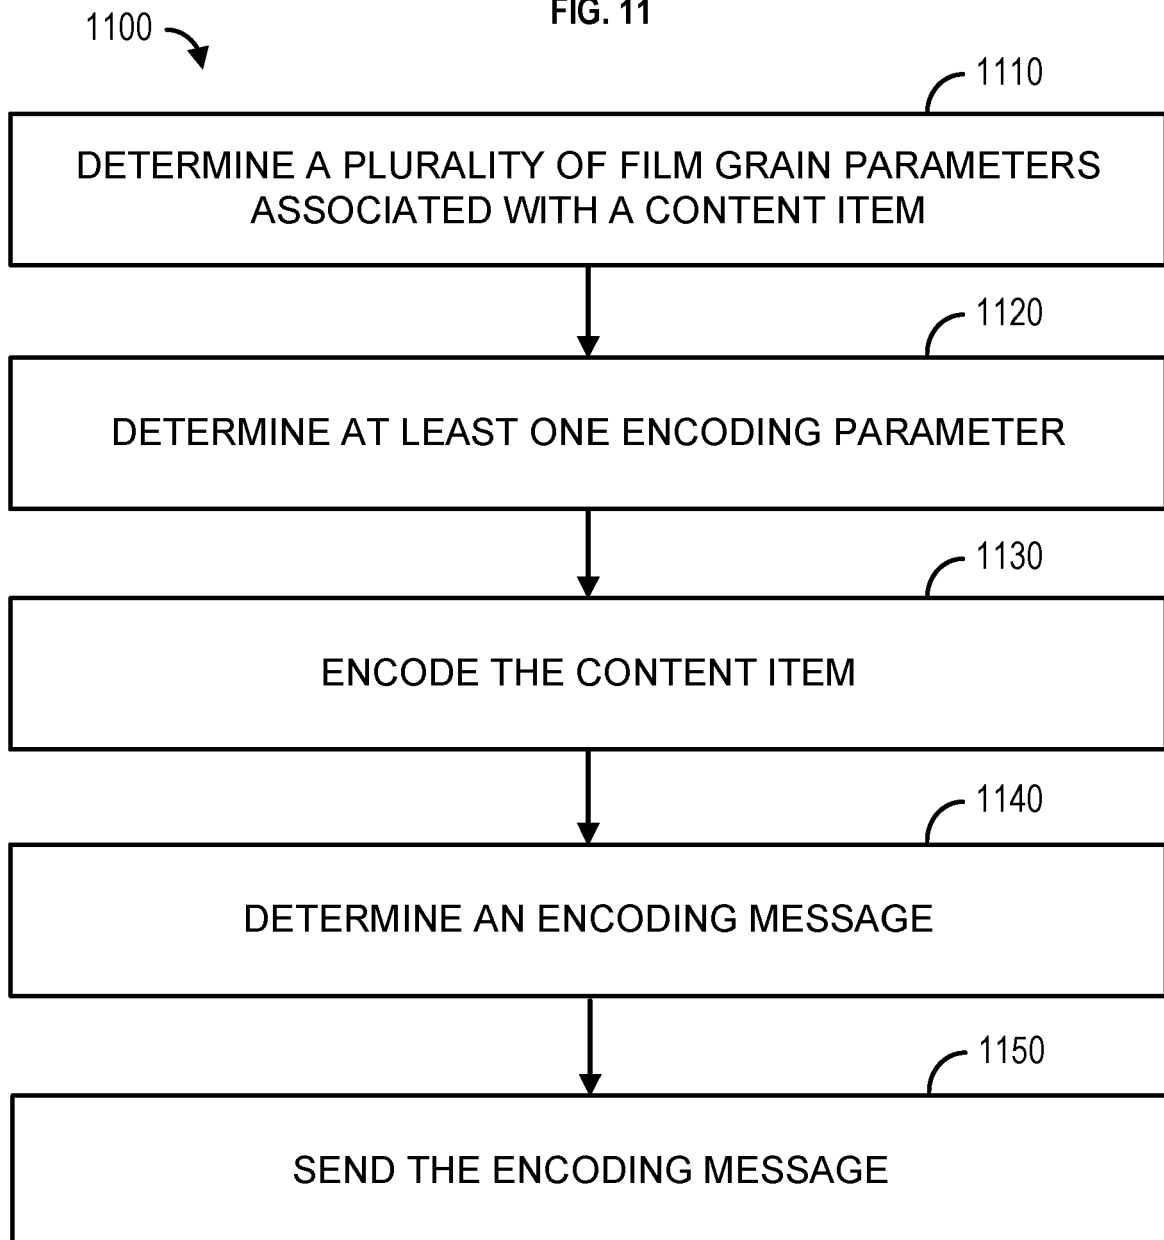 FIG. 11
1100
1110
DETERMINE A PLURALITY OF FILM GRAIN PARAMETERS
ASSOCIATED WITH A CONTENT ITEM
1120
DETERMINE AT LEAST ONE ENCODING PARAMETER
1130
ENCODE THE CONTENT ITEM
1140
DETERMINE AN ENCODING MESSAGE
1150
SEND THE ENCODING MESSAGE